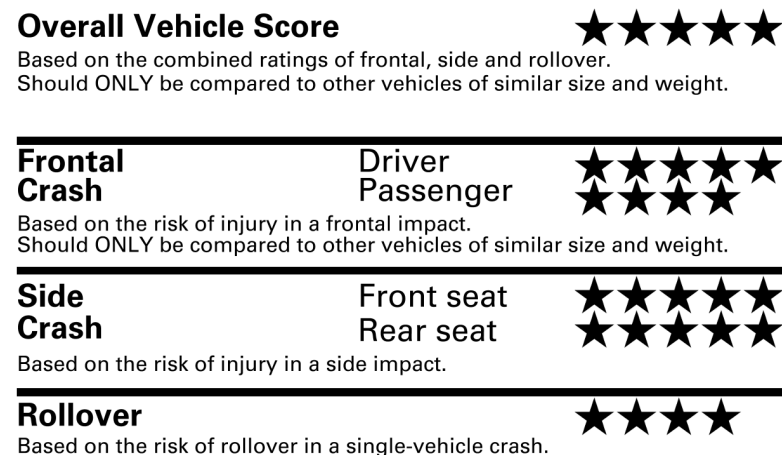 Overall Vehicle Score ★★★★★
Based on the combined ratings of frontal, side and rollover.
Should ONLY be compared to other vehicles of similar size and weight.
Frontal Driver ★★★★★
Crash Passenger ★★★★
Based on the risk of injury in a frontal impact.
Should ONLY be compared to other vehicles of similar size and weight.
Side Front seat ★★★★★
Crash Rear seat ★★★★★
Based on the risk of injury in a side impact.
Rollover ★★★★
Based on the risk of rollover in a single-vehicle crash.